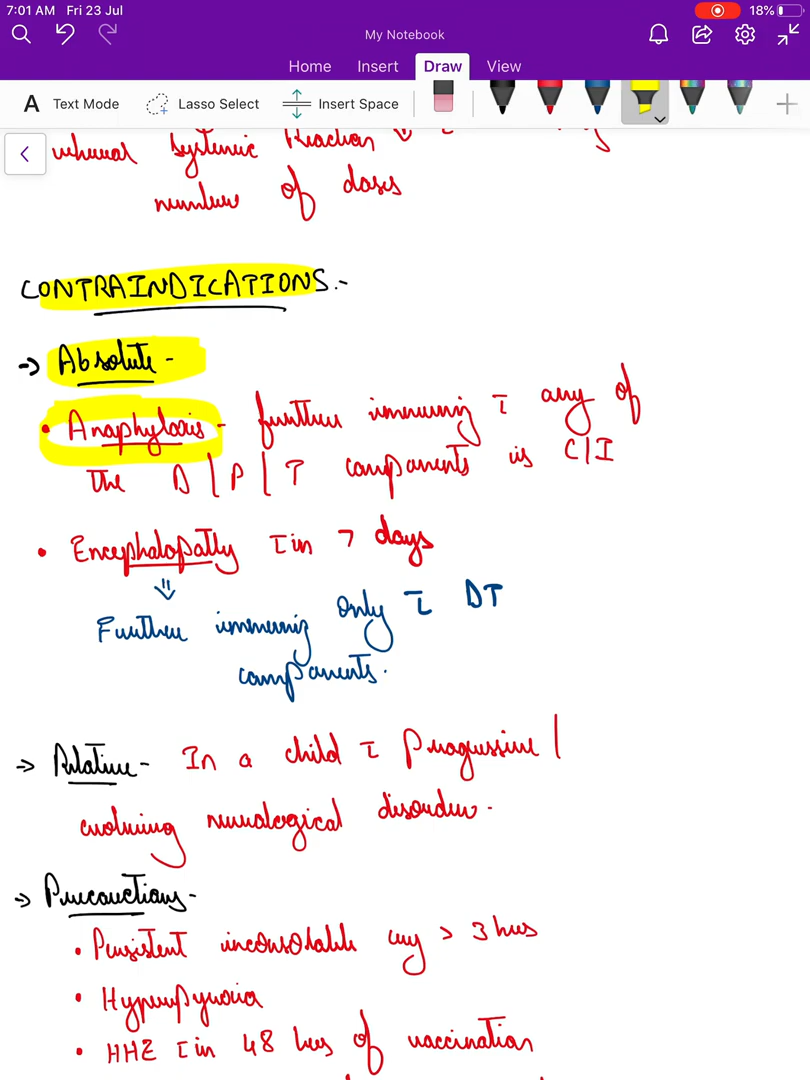 7:01 AM Fri 23 Jul 18%
My Notebook
Home Insert Draw View
A Text Mode Lasso Select Insert Space
Systemic Reaction
number of doses
CONTRAINDICATIONS:-
→ Absolute -
• Anaphylaxis - further immuniz c̄ any of
the D | P | T components is C/I
• Encephalopathy c̄in 7 days
⇓
Further immuniz only c̄ DT
components.
→ Relative - In a child c̄ Progressive |
evolving neurological disorder.
→ Precauctions -
• Persistent inconsolable cry > 3 hrs
• Hyperpyrexia
• HHE c̄in 48 hrs of vaccination